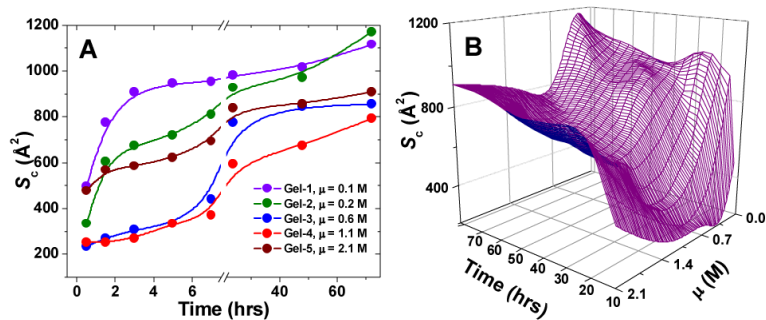 A
1200
1000
800
600
400
200
0
2
4
6
40
60
Sc (Å²)
Time (hrs)
Gel-1, μ = 0.1 M
Gel-2, μ = 0.2 M
Gel-3, μ = 0.6 M
Gel-4, μ = 1.1 M
Gel-5, μ = 2.1 M
B
1200
800
400
Sc (Å²)
70
60
50
40
30
20
10
Time (hrs)
2.1
1.4
0.7
0.0
μ (M)